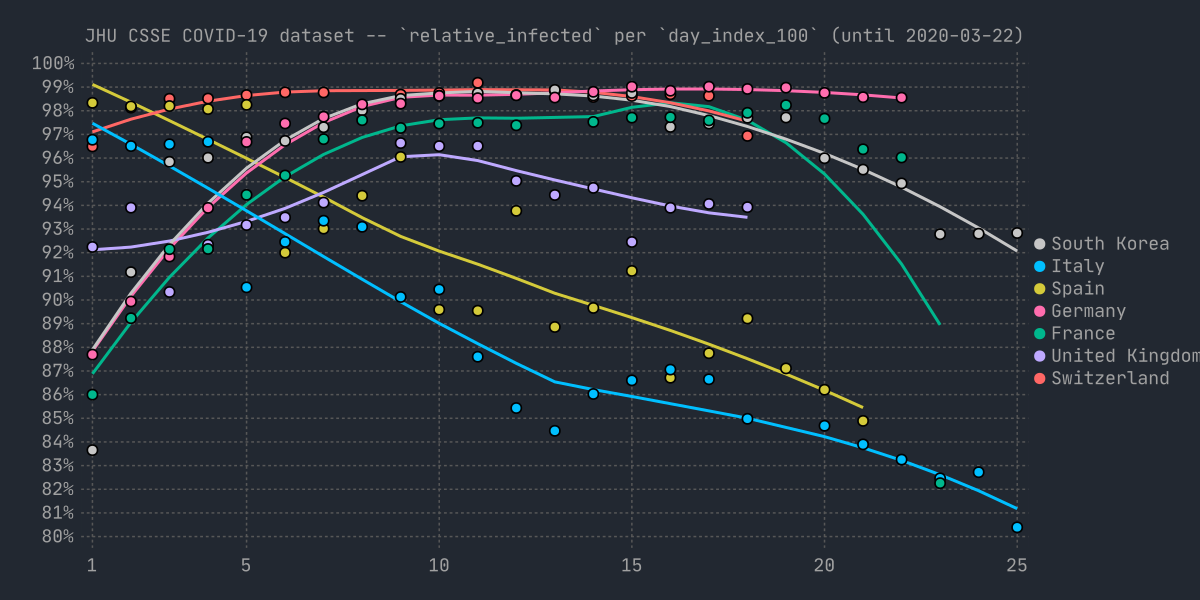 JHU CSSE COVID-19 dataset -- `relative_infected` per `day_index_100` (until 2020-03-22)
100%
99%
98%
97%
96%
95%
94%
93%
92%
91%
90%
89%
88%
87%
86%
85%
84%
83%
82%
81%
80%
1 5 10 15 20 25
South Korea
Italy
Spain
Germany
France
United Kingdom
Switzerland